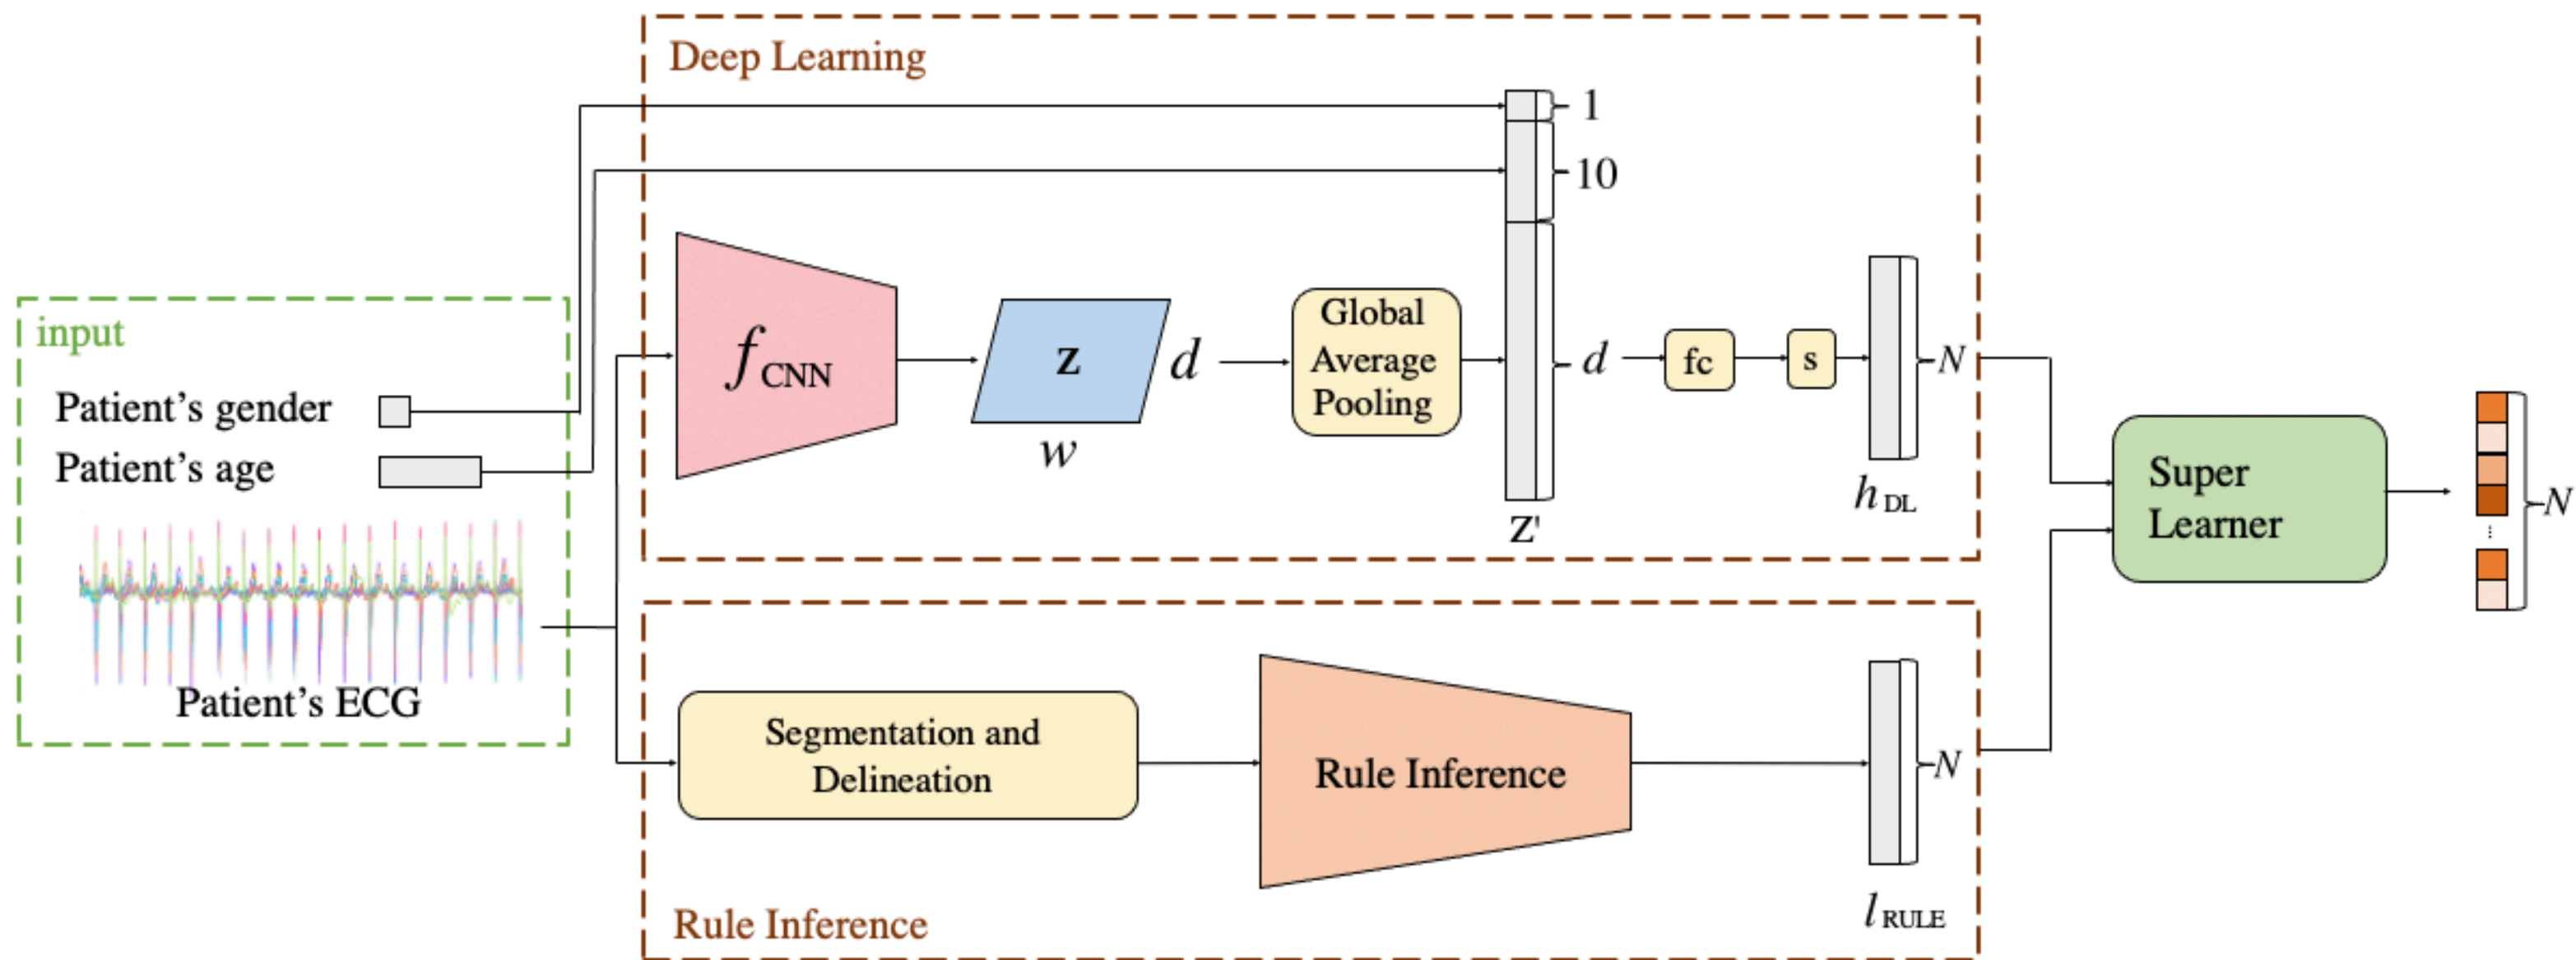 Deep Learning
1
10
input
Patient's gender
Patient's age
Patient's ECG
f CNN
z
d
w
Global
Average
Pooling
d
z'
fc
s
N
h DL
Segmentation and
Delineation
Rule Inference
N
l RULE
Rule Inference
Super
Learner
N